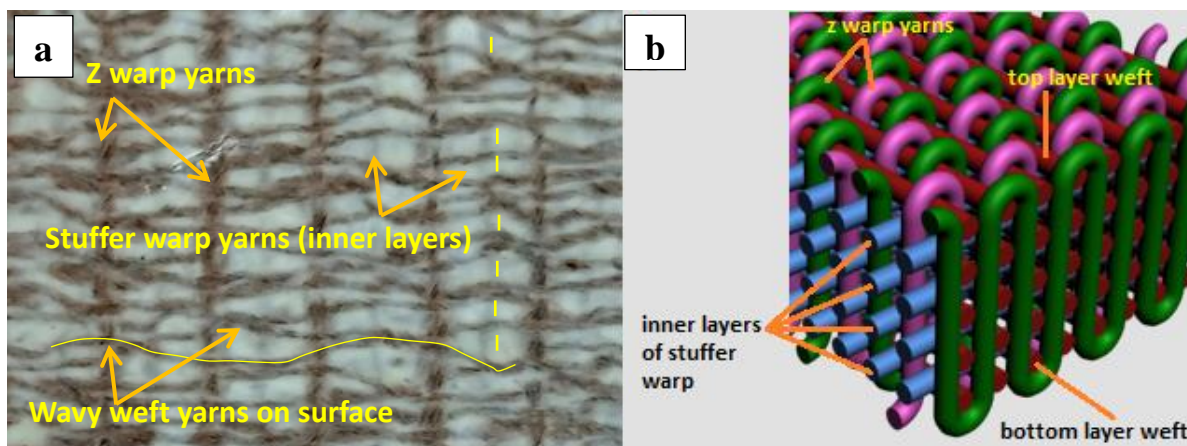 a
Z warp yarns
Stuffer warp yarns (inner layers)
Wavy weft yarns on surface
b
z warp yarns
top layer weft
inner layers
of stuffer
warp
bottom layer weft